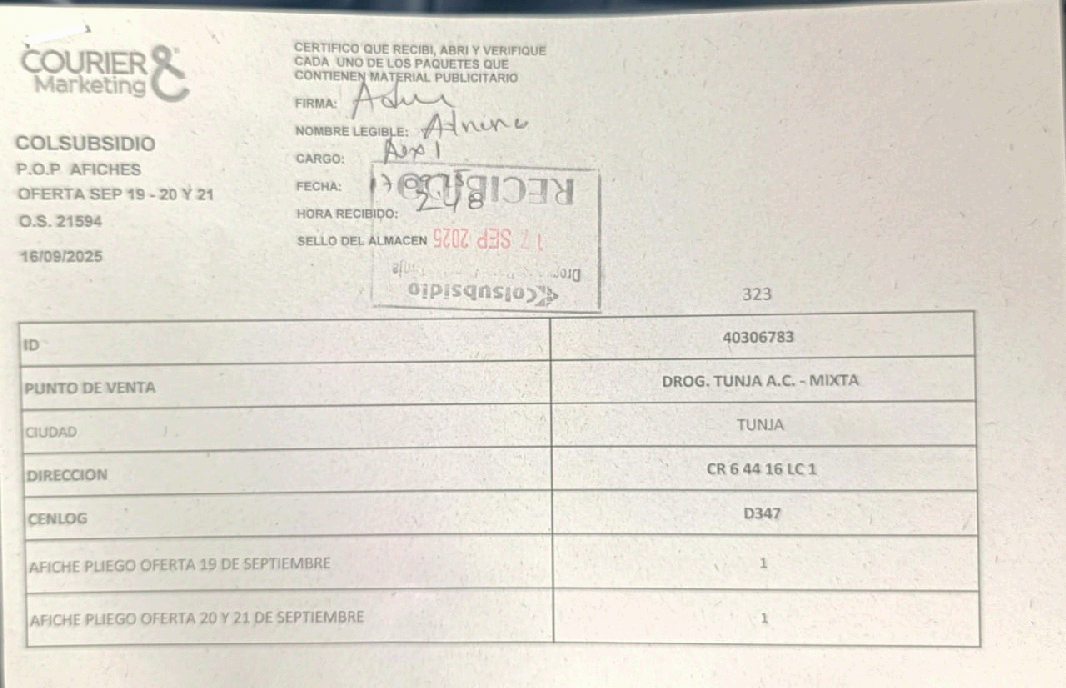 COURIER &
Marketing
COLSUBSIDIO
P.O.P AFICHES
OFERTA SEP 19 - 20 Y 21
O.S. 21594
16/09/2025
CERTIFICO QUE RECIBI, ABRI Y VERIFIQUE
CADA UNO DE LOS PAQUETES QUE
CONTIENEN MATERIAL PUBLICITARIO
FIRMA:
NOMBRE LEGIBLE:
CARGO:
FECHA:
HORA RECIBIDO:
SELLO DEL ALMACEN
RECIBIDO
17 SEP 2025
Colsubsidio
323
ID 40306783
PUNTO DE VENTA DROG. TUNJA A.C. - MIXTA
CIUDAD TUNJA
DIRECCION CR 6 44 16 LC 1
CENLOG D347
AFICHE PLIEGO OFERTA 19 DE SEPTIEMBRE 1
AFICHE PLIEGO OFERTA 20 Y 21 DE SEPTIEMBRE 1